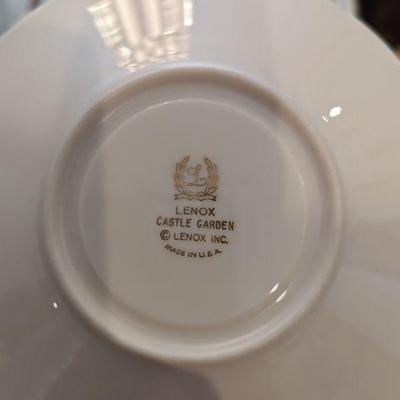 L
LENOX
CASTLE GARDEN
© LENOX INC.
MADE IN U.S.A.